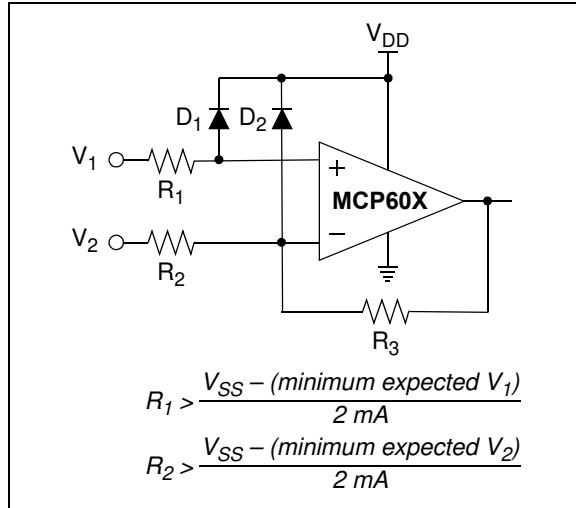 V_DD
D_1 D_2
V_1
R_1
+
MCP60X
V_2
R_2
–
R_3
R_1 > V_SS – (minimum expected V_1) / 2 mA
R_2 > V_SS – (minimum expected V_2) / 2 mA